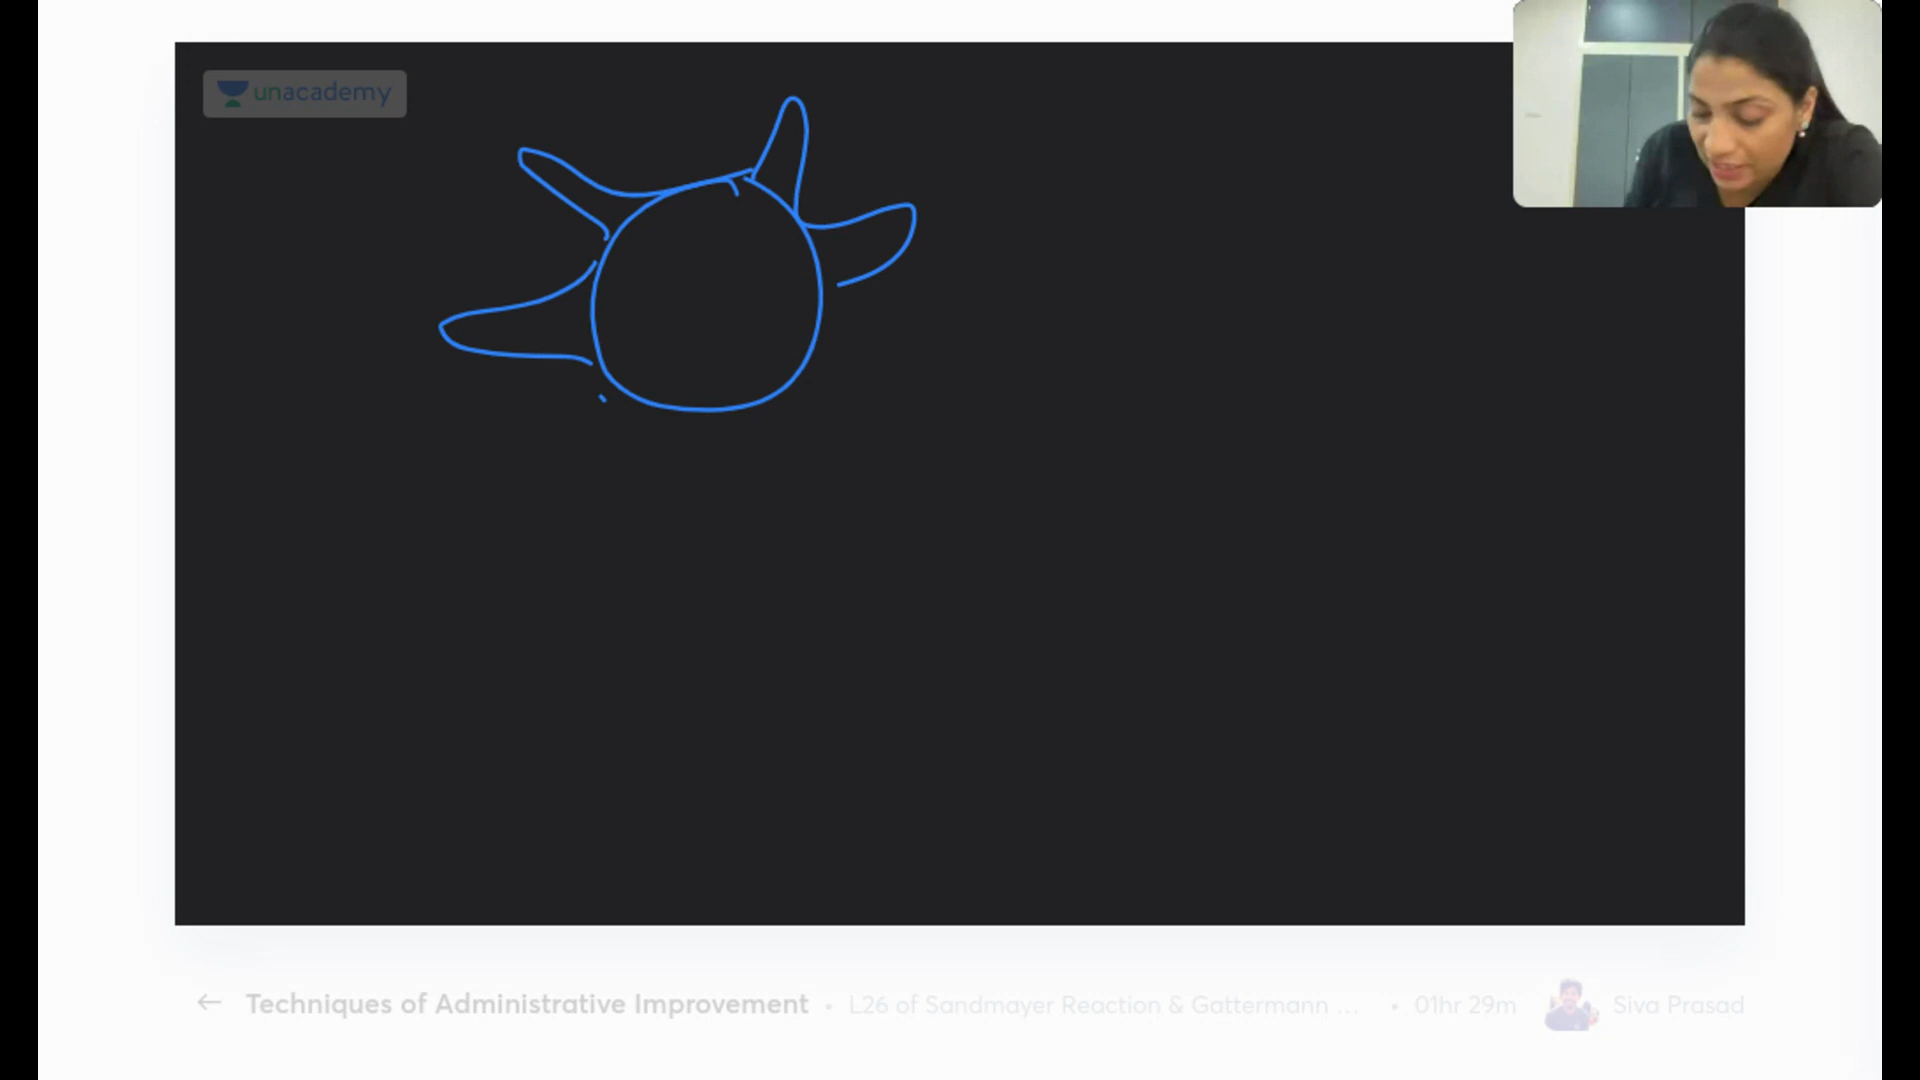 unacademy
Techniques of Administrative Improvement • L26 of Sandmayer Reaction & Gattermann ... • 01hr 29m Siva Prasad